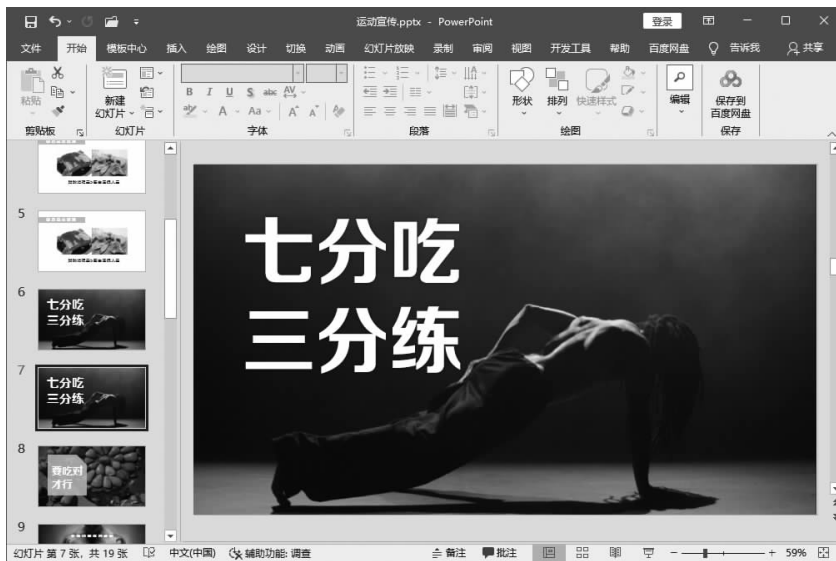 运动宣传.pptx - PowerPoint
登录
文件 开始 模板中心 插入 绘图 设计 切换 动画 幻灯片放映 录制 审阅 视图 开发工具 帮助 百度网盘 告诉我 共享
粘贴
新建
幻灯片
B I U S abc AV
A Aa A A
形状 排列 快速样式
编辑
保存到
百度网盘
剪贴板 幻灯片 字体 段落 绘图 保存
5
6
七分吃
三分练
7
七分吃
三分练
8
要吃对
才行
9
七分吃
三分练
幻灯片 第 7 张，共 19 张 中文(中国) 辅助功能: 调查 备注 批注 59%